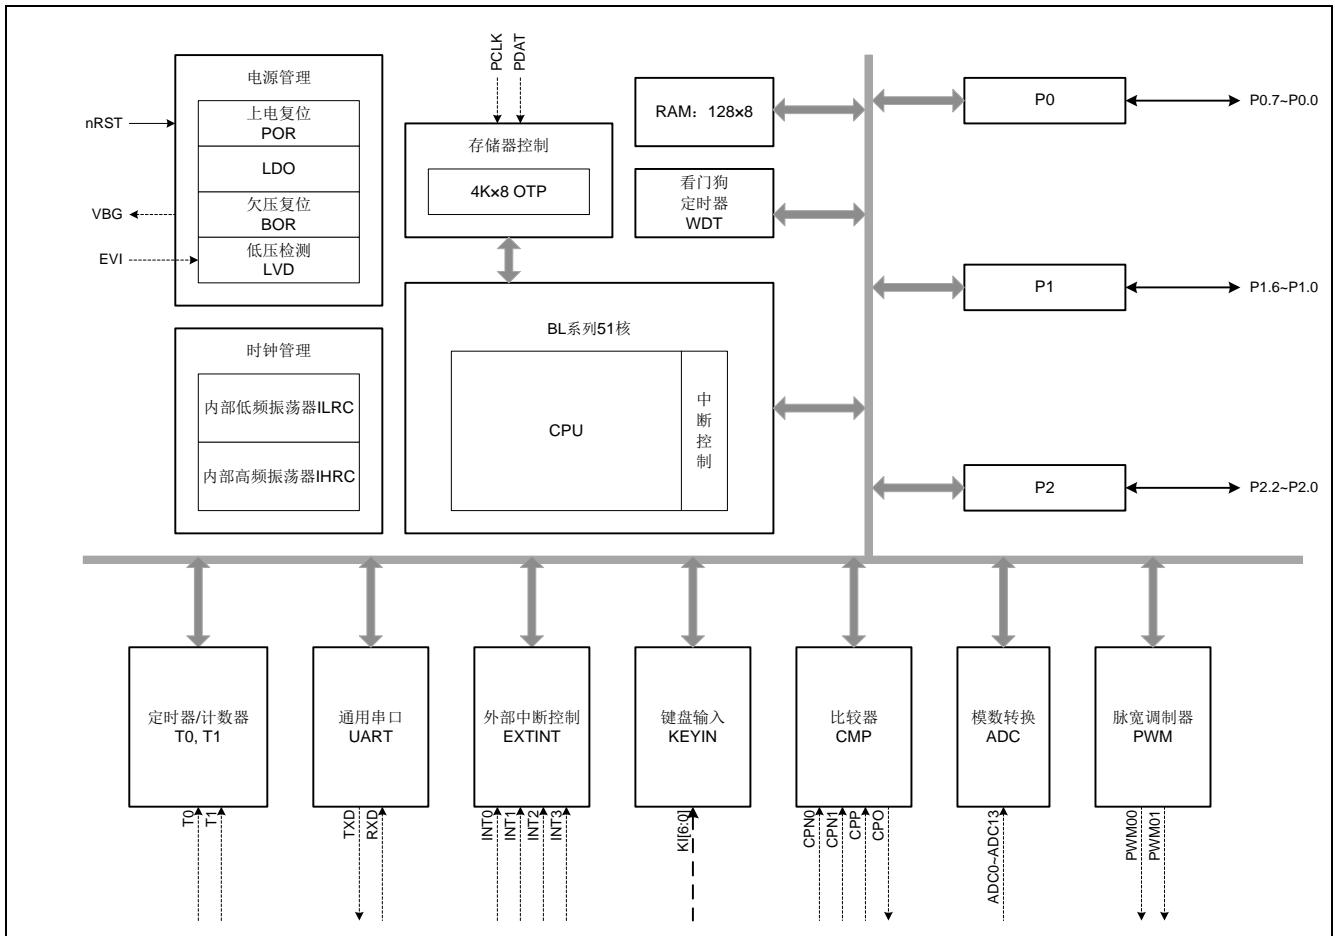 电源管理
nRST
上电复位
POR
LDO
VBG
欠压复位
BOR
EVI
低压检测
LVD
时钟管理
内部低频振荡器ILRC
内部高频振荡器IHRC
PCLK
PDAT
存储器控制
4K×8 OTP
BL系列51核
CPU
中
断
控
制
RAM：128×8
看门狗
定时器
WDT
P0
P0.7~P0.0
P1
P1.6~P1.0
P2
P2.2~P2.0
定时器/计数器
T0, T1
T0
T1
通用串口
UART
TXD
RXD
外部中断控制
EXTINT
INT0
INT1
INT2
INT3
键盘输入
KEYIN
KI[6:0]
比较器
CMP
CPN0
CPN1
CPP
CPO
模数转换
ADC
ADC0~ADC13
脉宽调制器
PWM
PWM00
PWM01